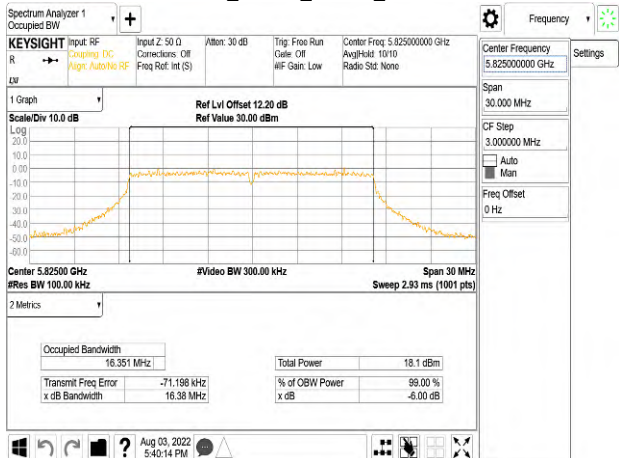 Spectrum Analyzer 1
Occupied BW
+
Frequency
KEYSIGHT
R
Input: RF
Coupling: DC
Align: Auto/No RF
Input Z: 50 Ω
Corrections: Off
Freq Ref: Int (S)
Atten: 30 dB
Trig: Free Run
Gate: Off
#IF Gain: Low
Center Freq: 5.825000000 GHz
Avg|Hold: 10/10
Radio Std: None
Center Frequency
5.825000000 GHz
Settings
Span
30.000 MHz
CF Step
3.000000 MHz
Auto
Man
Freq Offset
0 Hz
1 Graph
Scale/Div 10.0 dB
Ref Lvl Offset 12.20 dB
Ref Value 30.00 dBm
Log
20.0
10.0
0.00
-10.0
-20.0
-30.0
-40.0
-50.0
-60.0
Center 5.82500 GHz
#Video BW 300.00 kHz
Span 30 MHz
#Res BW 100.00 kHz
Sweep 2.93 ms (1001 pts)
2 Metrics
Occupied Bandwidth
16.351 MHz
Total Power 18.1 dBm
Transmit Freq Error -71.198 kHz
% of OBW Power 99.00 %
x dB Bandwidth 16.38 MHz
x dB -6.00 dB
?
Aug 03, 2022
5:40:14 PM